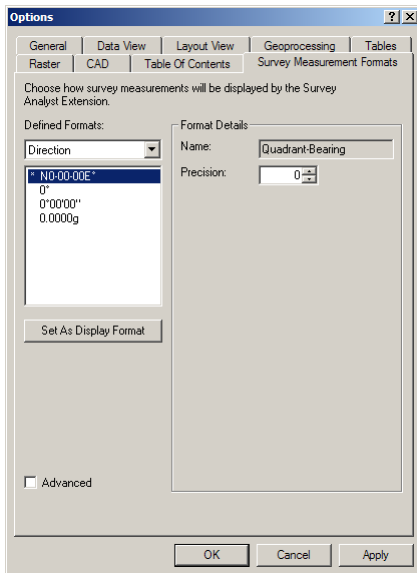 Options
General Data View Layout View Geoprocessing Tables
Raster CAD Table Of Contents Survey Measurement Formats
Choose how survey measurements will be displayed by the Survey
Analyst Extension.
Defined Formats:
Direction
* N0-00-00E°
0°
0°00'00"
0.0000g
Set As Display Format
Advanced
Format Details
Name: Quadrant-Bearing
Precision: 0
OK Cancel Apply